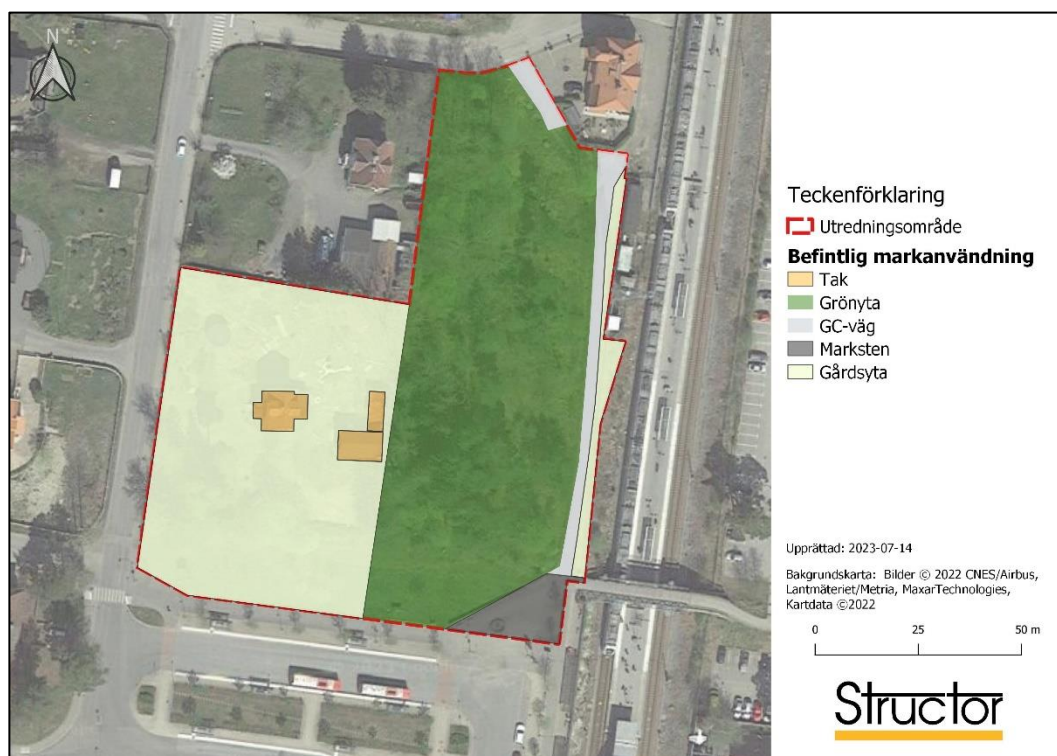 N
Teckenförklaring
Utredningsområde
Befintlig markanvändning
Tak
Grönyta
GC-väg
Marksten
Gårdsyta
Upprättad: 2023-07-14
Bakgrundskarta: Bilder © 2022 CNES/Airbus,
Lantmäteriet/Metria, MaxarTechnologies,
Kartdata ©2022
0 25 50 m
Structor